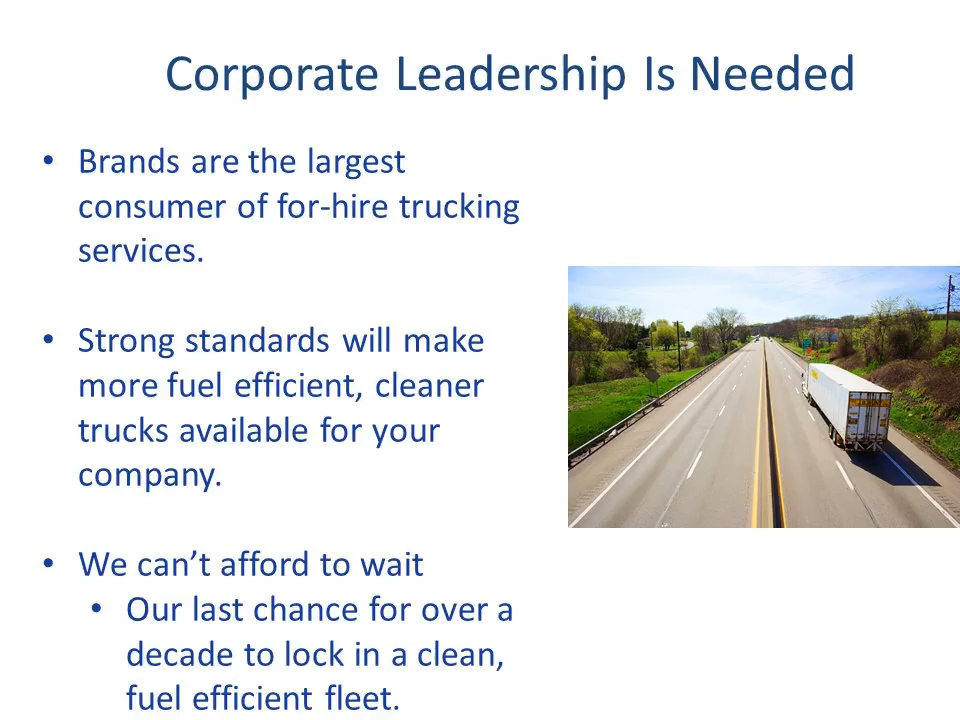 Corporate Leadership Is Needed
• Brands are the largest
consumer of for-hire trucking
services.
• Strong standards will make
more fuel efficient, cleaner
trucks available for your
company.
• We can’t afford to wait
• Our last chance for over a
decade to lock in a clean,
fuel efficient fleet.